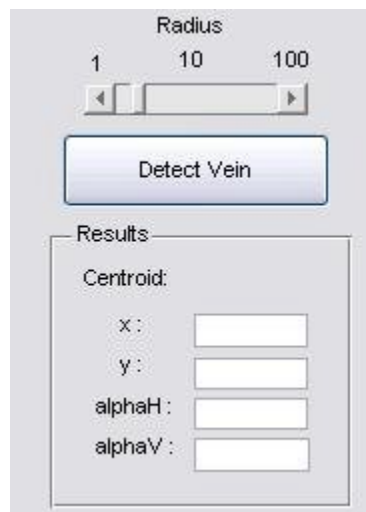 Radius
1 10 100
Detect Vein
Results
Centroid:
x :
y :
alphaH :
alphaV :